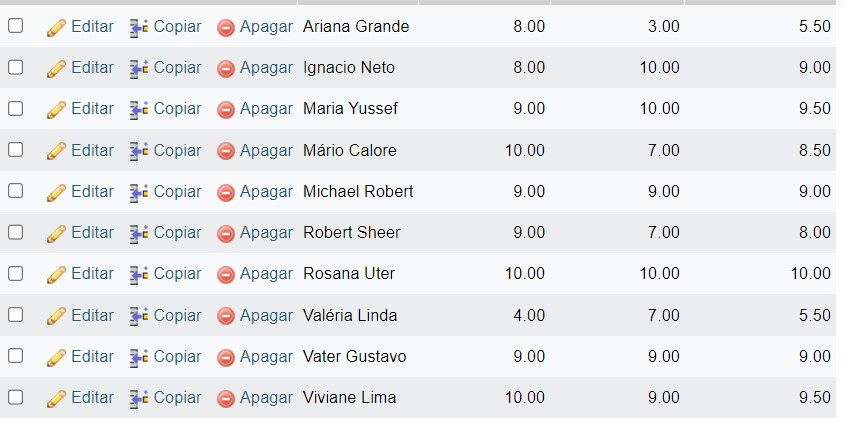 Editar Copiar Apagar Ariana Grande 8.00 3.00 5.50
Editar Copiar Apagar Ignacio Neto 8.00 10.00 9.00
Editar Copiar Apagar Maria Yussef 9.00 10.00 9.50
Editar Copiar Apagar Mário Calore 10.00 7.00 8.50
Editar Copiar Apagar Michael Robert 9.00 9.00 9.00
Editar Copiar Apagar Robert Sheer 9.00 7.00 8.00
Editar Copiar Apagar Rosana Uter 10.00 10.00 10.00
Editar Copiar Apagar Valéria Linda 4.00 7.00 5.50
Editar Copiar Apagar Vater Gustavo 9.00 9.00 9.00
Editar Copiar Apagar Viviane Lima 10.00 9.00 9.50